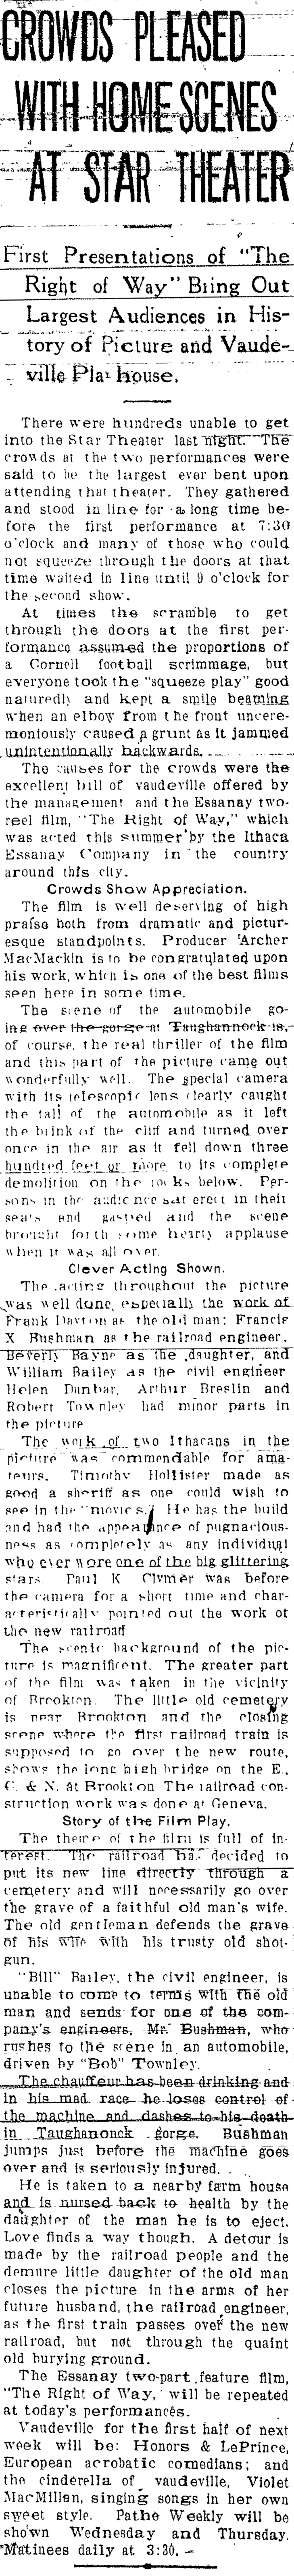 CROWDS PLEASED
WITH HOME SCENES
AT STAR THEATER
First Presentations of "The
Right of Way" Bring Out
Largest Audiences in His-
tory of Picture and Vaude-
ville Pla house.
There were hundreds unable to get
into the Star Theater last night. The
crowds at the two performances were
said to be the largest ever bent upon
attending that theater. They gathered
and stood in line for a long time be-
fore the first performance at 7:30
o'clock and many of those who could
not squeeze through the doors at that
time waited in line until 9 o'clock for
the second show.
At times the scramble to get
through the doors at the first per-
formance assumed the proportions of
a Cornell football scrimmage, but
everyone took the "squeeze play" good
naturedly and kept a smile beaming
when an elbow from the front uncere-
moniously caused a grunt as it jammed
unintentionally backwards.
The causes for the crowds were the
excellent bill of vaudeville offered by
the management and the Essanay two-
reel film, "The Right of Way," which
was acted this summer by the Ithaca
Essanay Company in the country
around this city.
Crowds Show Appreciation.
The film is well deserving of high
praise both from dramatic and pictur-
esque standpoints. Producer Archer
MacMackin is to be congratulated upon
his work, which is one of the best films
seen here in some time.
The scene of the automobile go-
ing over the gorge at Taughannock is,
of course, the real thriller of the film
and this part of the picture came out
wonderfully well. The special camera
with its telescopic lens clearly caught
the tail of the automobile as it left
the brink of the cliff and turned over
once in the air as it fell down three
hundred feet or more to its complete
demolition on the rocks below. Per-
sons in the audience sat erect in their
seats and gasped and the scene
brought forth some hearty applause
when it was all over.
Clever Acting Shown.
The acting throughout the picture
was well done, especially the work of
Frank Dayton as the old man; Francis
X Bushman as the railroad engineer,
Beverly Bayne as the daughter, and
William Bailey as the civil engineer
Helen Dunbar, Arthur Breslin and
Robert Townley had minor parts in
the picture
The work of two Ithacans in the
picture was commendable for ama-
teurs. Timothy Hollister made as
good a sheriff as one could wish to
see in the "movies." He has the build
and had the appearance of pugnacious-
ness as completely as any individual
who ever wore one of the big glittering
stars. Paul K Clymer was before
the camera for a short time and char-
acteristically pointed out the work of
the new railroad
The scenic background of the pic-
ture is magnificent. The greater part
of the film was taken in the vicinity
of Brookton. The little old cemetery
is near Brookton and the closing
scene where the first railroad train is
supposed to go over the new route,
shows the long high bridge on the E.,
C. & N. at Brookton The railroad con-
struction work was done at Geneva.
Story of the Film Play.
The theme of the film is full of in-
terest. The railroad has decided to
put its new line directly through a
cemetery and will necessarily go over
the grave of a faithful old man's wife.
The old gentleman defends the grave
of his wife with his trusty old shot-
gun.
"Bill" Bailey, the civil engineer, is
unable to come to terms with the old
man and sends for one of the com-
pany's engineers, Mr. Bushman, who
rushes to the scene in an automobile,
driven by "Bob" Townley.
The chauffeur has been drinking and
in his mad race he loses control of
the machine and dashes to his death
in Taughanonck gorge. Bushman
jumps just before the machine goes
over and is seriously injured.
He is taken to a nearby farm house
and is nursed back to health by the
daughter of the man he is to eject.
Love finds a way though. A detour is
made by the railroad people and the
demure little daughter of the old man
closes the picture in the arms of her
future husband, the railroad engineer,
as the first train passes over the new
railroad, but not through the quaint
old burying ground.
The Essanay two-part feature film,
"The Right of Way, will be repeated
at today's performances.
Vaudeville for the first half of next
week will be: Honors & LePrince,
European acrobatic comedians; and
the cinderella of vaudeville, Violet
MacMillan, singing songs in her own
sweet style. Pathe Weekly will be
shown Wednesday and Thursday.
Matinees daily at 3:30.